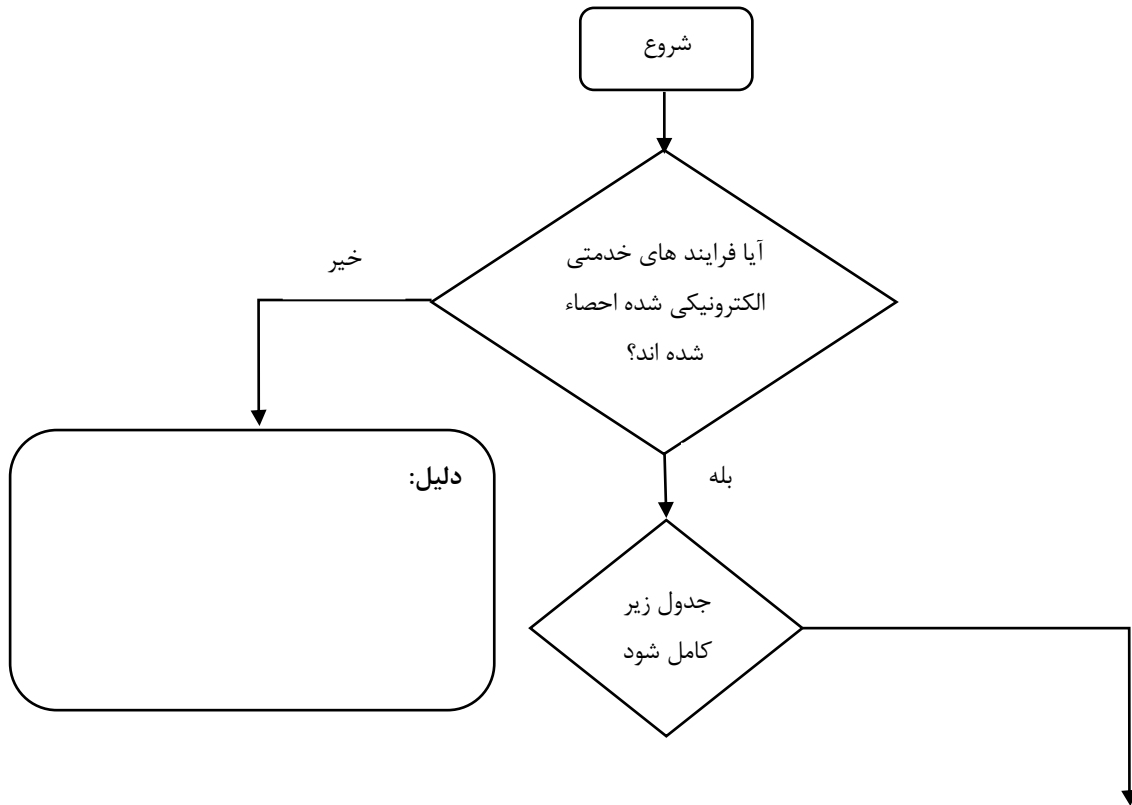 شروع
آیا فرایند های خدمتی
الکترونیکی شده احصاء
شده اند؟
خیر
بله
دلیل:
جدول زیر
کامل شود